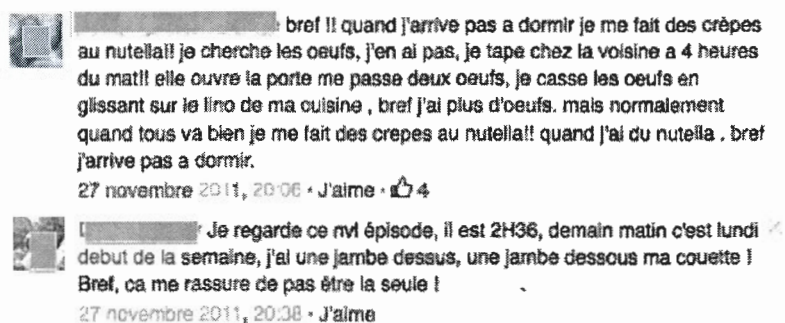 bref !! quand j'arrive pas a dormir je me fait des crèpes
au nutella!! je cherche les oeufs, j'en ai pas, je tape chez la voisine a 4 heures
du mat!! elle ouvre la porte me passe deux oeufs, je casse les oeufs en
glissant sur le lino de ma cuisine , bref j'ai plus d'oeufs. mais normalement
quand tous va bien je me fait des crepes au nutella!! quand j'ai du nutella . bref
j'arrive pas a dormir.
27 novembre 2011, 20:06 · J'aime · 4
Je regarde ce nvl épisode, il est 2H36, demain matin c'est lundi
debut de la semaine, j'ai une jambe dessus, une jambe dessous ma couette !
Bref, ca me rassure de pas être la seule !
27 novembre 2011, 20:38 · J'aime